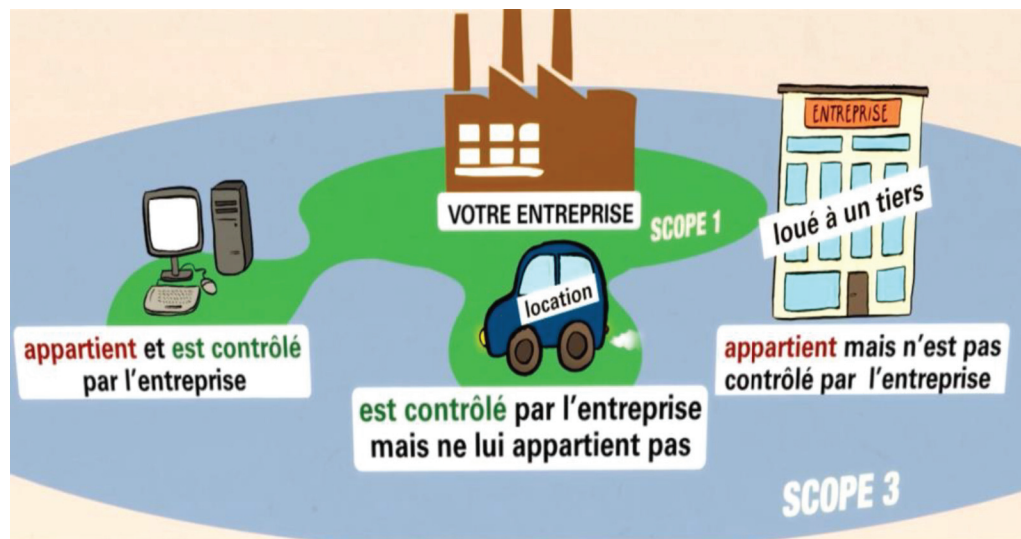 ENTREPRISE
VOTRE ENTREPRISE
SCOPE 1
loué à un tiers
location
appartient et est contrôlé
par l'entreprise
appartient mais n'est pas
contrôlé par l'entreprise
est contrôlé par l'entreprise
mais ne lui appartient pas
SCOPE 3